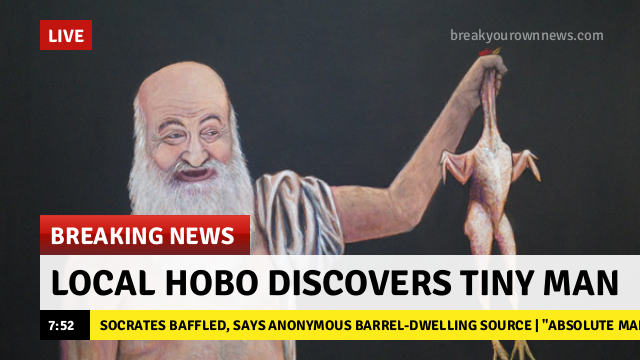 LIVE
breakyourownnews.com
BREAKING NEWS
LOCAL HOBO DISCOVERS TINY MAN
7:52
SOCRATES BAFFLED, SAYS ANONYMOUS BARREL-DWELLING SOURCE | "ABSOLUTE